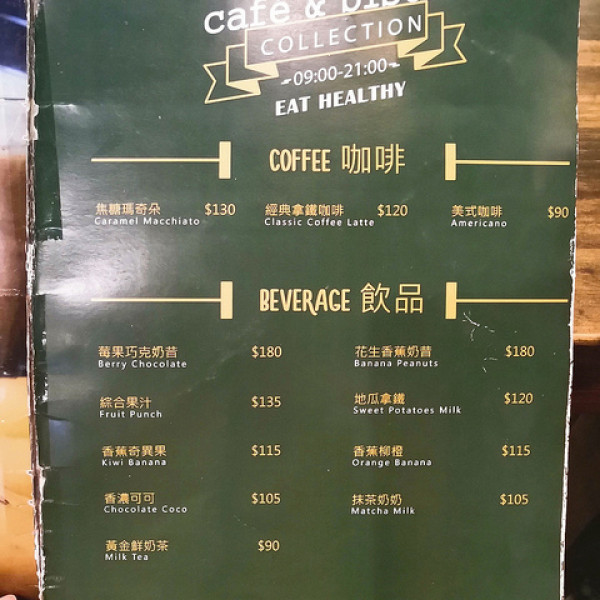 cafe &
COLLECTION
09:00-21:00
EAT HEALTHY
COFFEE 咖啡
焦糖瑪奇朵 $130 經典拿鐵咖啡 $120 美式咖啡 $90
Caramel Macchiato Classic Coffee Latte Americano
BEVERAGE 飲品
莓果巧克奶昔 $180 花生香蕉奶昔 $180
Berry Chocolate Banana Peanuts
綜合果汁 $135 地瓜拿鐵 $120
Fruit Punch Sweet Potatoes Milk
香蕉奇異果 $115 香蕉柳橙 $115
Kiwi Banana Orange Banana
香濃可可 $105 抹茶奶奶 $105
Chocolate Coco Matcha Milk
黃金鮮奶茶 $90
Milk Tea